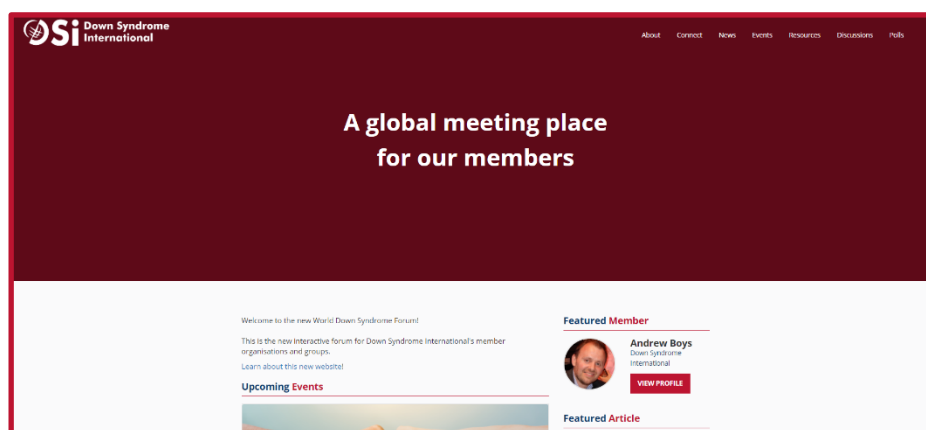 DSi Down Syndrome
International
About Connect News Events Resources Discussions Polls
A global meeting place
for our members
Welcome to the new World Down Syndrome Forum!
This is the new interactive forum for Down Syndrome International's member
organisations and groups.
Learn about this new website!
Upcoming Events
Featured Member
Andrew Boys
Down Syndrome
International
VIEW PROFILE
Featured Article